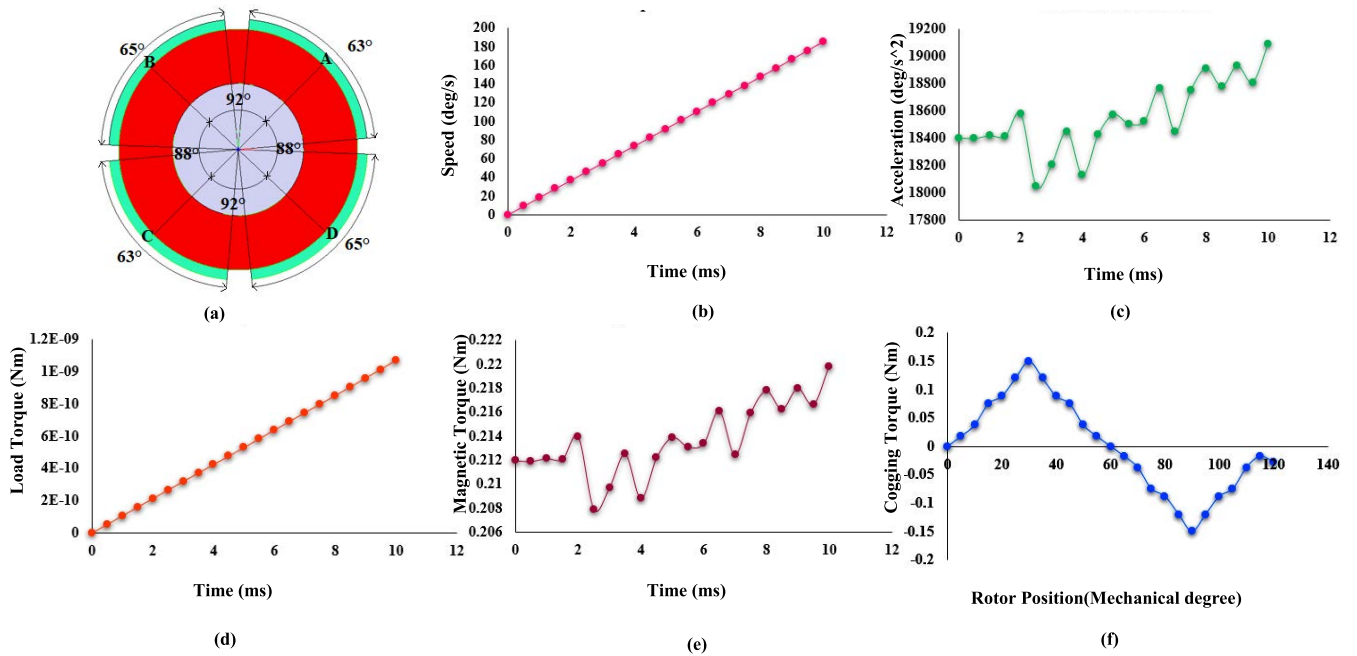 65°
63°
B
A
92°
88°
88°
92°
C
D
63°
65°
(a)
Speed (deg/s)
200
180
160
140
120
100
80
60
40
20
0
0 2 4 6 8 10 12
Time (ms)
(b)
Acceleration (deg/s^2)
19200
19000
18800
18600
18400
18200
18000
17800
0 2 4 6 8 10 12
Time (ms)
(c)
Load Torque (Nm)
1.2E-09
1E-09
8E-10
6E-10
4E-10
2E-10
0
0 2 4 6 8 10 12
Time (ms)
(d)
Magnetic Torque (Nm)
0.222
0.22
0.218
0.216
0.214
0.212
0.21
0.208
0.206
0 2 4 6 8 10 12
Time (ms)
(e)
Cogging Torque (Nm)
0.2
0.15
0.1
0.05
0
-0.05
-0.1
-0.15
-0.2
0 20 40 60 80 100 120 140
Rotor Position(Mechanical degree)
(f)